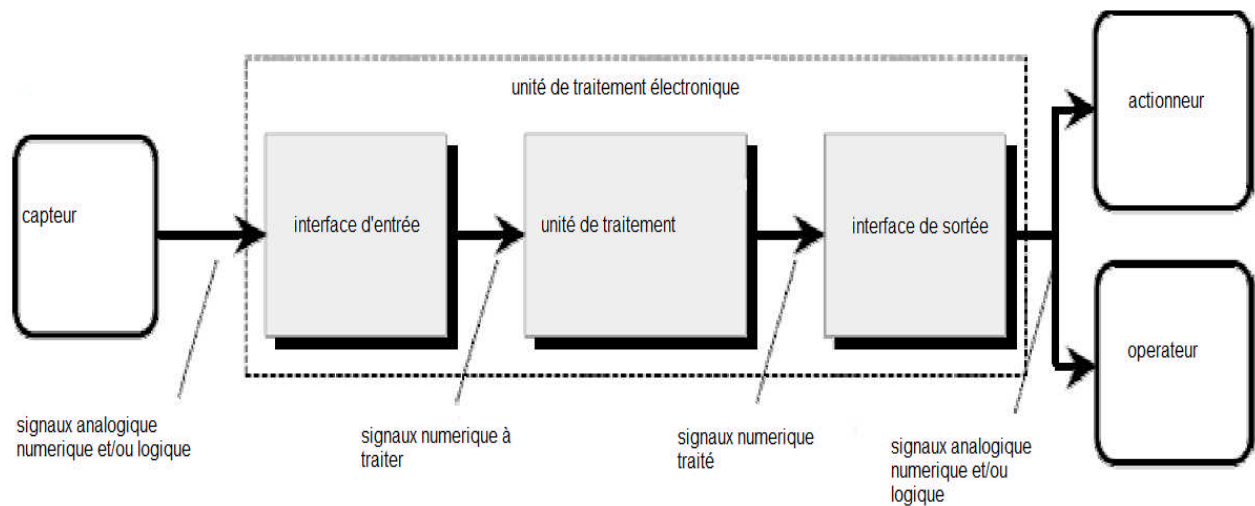 unité de traitement électronique
capteur
interface d'entrée
unité de traitement
interface de sortée
actionneur
operateur
signaux analogique
numerique et/ou logique
signaux numerique à
traiter
signaux numerique
traité
signaux analogique
numerique et/ou
logique